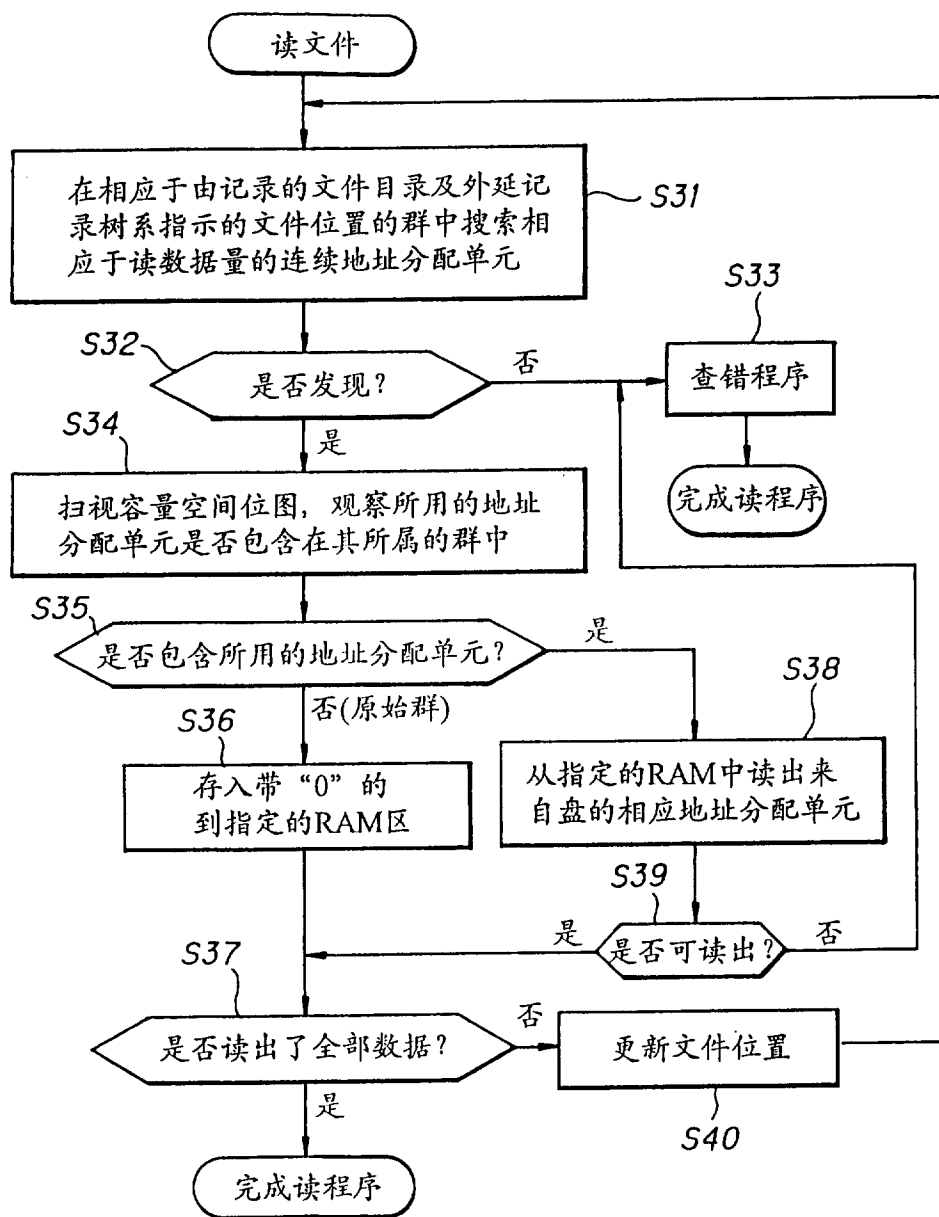 读文件
在相应于由记录的文件目录及外延记
录树系指示的文件位置的群中搜索相
应于读数据量的连续地址分配单元
S31
S32
是否发现？
否
是
S33
查错程序
完成读程序
S34
扫视容量空间位图，观察所用的地址
分配单元是否包含在其所属的群中
S35
是否包含所用的地址分配单元？
是
否(原始群)
S36
存入带“0”的
到指定的RAM区
S38
从指定的RAM中读出来
自盘的相应地址分配单元
S39
是否可读出？
是
否
S37
是否读出了全部数据？
否
是
更新文件位置
S40
完成读程序